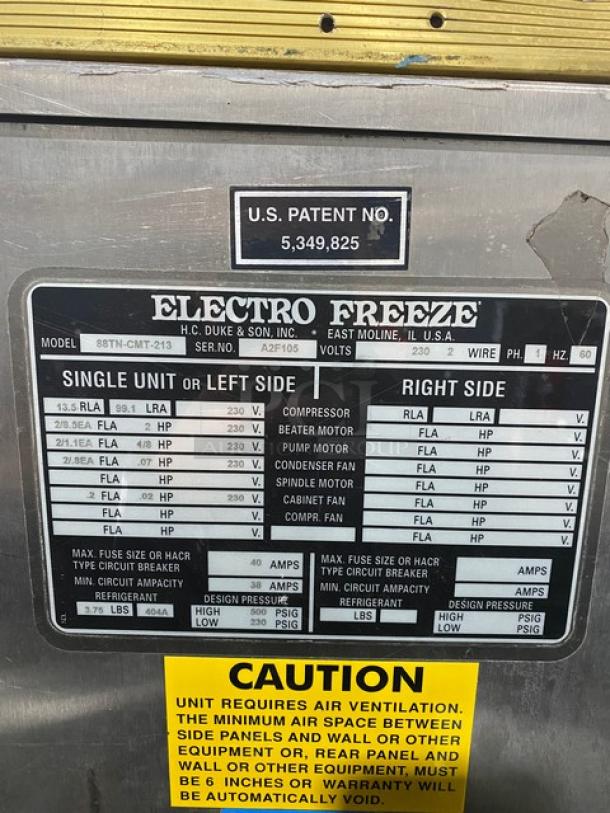 U.S. PATENT NO.
5,349,825
ELECTRO FREEZE
H.C. DUKE & SON, INC. • EAST MOLINE, IL U.S.A.
MODEL 88TN-CMT-213 SER.NO. A2F105 VOLTS 230 2 WIRE PH. 1 HZ. 60
SINGLE UNIT OR LEFT SIDE RIGHT SIDE
13.5 RLA 99.1 LRA 230 V. COMPRESSOR RLA LRA V.
FLA 2 HP 230 V. BEATER MOTOR FLA HP V.
2/1.1EA FLA 4/8 HP 230 V. PUMP MOTOR FLA HP V.
FLA .07 HP 230 V. CONDENSER FAN FLA HP V.
FLA HP V. SPINDLE MOTOR FLA HP V.
.2 FLA .02 HP 230 V. CABINET FAN FLA HP V.
FLA HP V. COMPR. FAN FLA HP V.
FLA HP V. FLA HP V.
MAX. FUSE SIZE OR HACR
TYPE CIRCUIT BREAKER 40 AMPS
MIN. CIRCUIT AMPACITY 38 AMPS
REFRIGERANT DESIGN PRESSURE
3.75 LBS 404A HIGH 500 PSIG
LOW 230 PSIG
MAX. FUSE SIZE OR HACR
TYPE CIRCUIT BREAKER AMPS
MIN. CIRCUIT AMPACITY AMPS
REFRIGERANT DESIGN PRESSURE
LBS HIGH PSIG
LOW PSIG
CAUTION
UNIT REQUIRES AIR VENTILATION.
THE MINIMUM AIR SPACE BETWEEN
SIDE PANELS AND WALL OR OTHER
EQUIPMENT OR, REAR PANEL AND
WALL OR OTHER EQUIPMENT, MUST
BE 6 INCHES OR WARRANTY WILL
BE AUTOMATICALLY VOID.